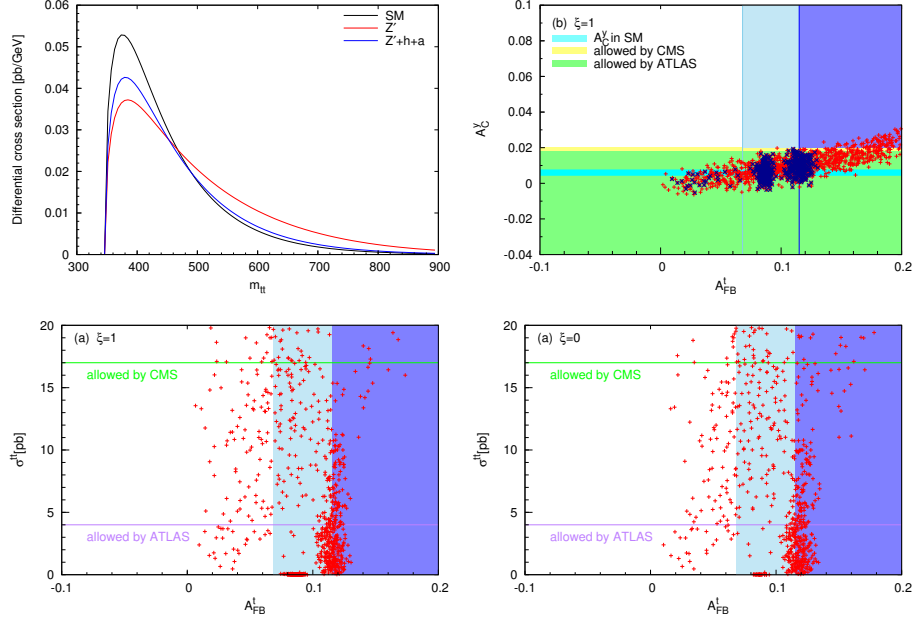 SM
Z′
Z′+h+a
Differential cross section [pb/GeV]
0.06
0.05
0.04
0.03
0.02
0.01
0
300 400 500 600 700 800 900
m_tt
(b) ξ=1
A_C^y in SM
allowed by CMS
allowed by ATLAS
A_C^y
0.1
0.08
0.06
0.04
0.02
0
-0.02
-0.04
-0.1 0 0.1 0.2
A_FB^t
(a) ξ=1
allowed by CMS
allowed by ATLAS
σ^tt[pb]
20
15
10
5
0
-0.1 0 0.1 0.2
A_FB^t
(a) ξ=0
allowed by CMS
allowed by ATLAS
σ^tt[pb]
20
15
10
5
0
-0.1 0 0.1 0.2
A_FB^t